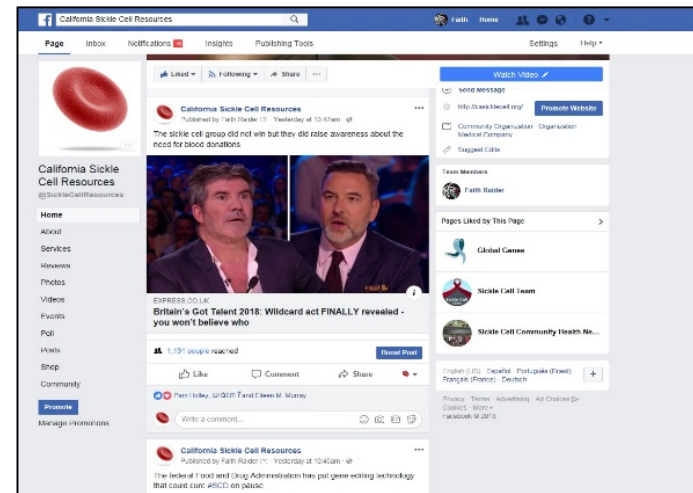 California Sickle Cell Resources
Faith Home
Page Inbox Notifications Insights Publishing Tools Settings Help
Liked Following Share
Watch Video
Send Message
http://casicklecell.org/ Promote Website
Community Organization · Organization
Medical Company
Suggest Edits
California Sickle
Cell Resources
@SickleCellResources
Home
About
Services
Reviews
Photos
Videos
Events
Poll
Posts
Shop
Community
Promote
Manage Promotions
California Sickle Cell Resources
Published by Faith Raider · Yesterday at 10:47am
The sickle cell group did not win but they did raise awareness about the
need for blood donations
EXPRESS.CO.UK
Britain's Got Talent 2018: Wildcard act FINALLY revealed -
you won't believe who
1,191 people reached Boost Post
Like Comment Share
Pam Holley, and Eileen M. Murray
Write a comment...
California Sickle Cell Resources
Published by Faith Raider · Yesterday at 10:45am
The federal Food and Drug Administration has put gene editing technology
that could cure #SCD on pause
Team Members
Faith Raider
Pages Liked by This Page
Global Genes
Sickle Cell Team
Sickle Cell Community Health Ne...
English (US) · Español · Português (Brasil)
Français (France) · Deutsch
Privacy · Terms · Advertising · Ad Choices
Cookies · More
Facebook © 2018